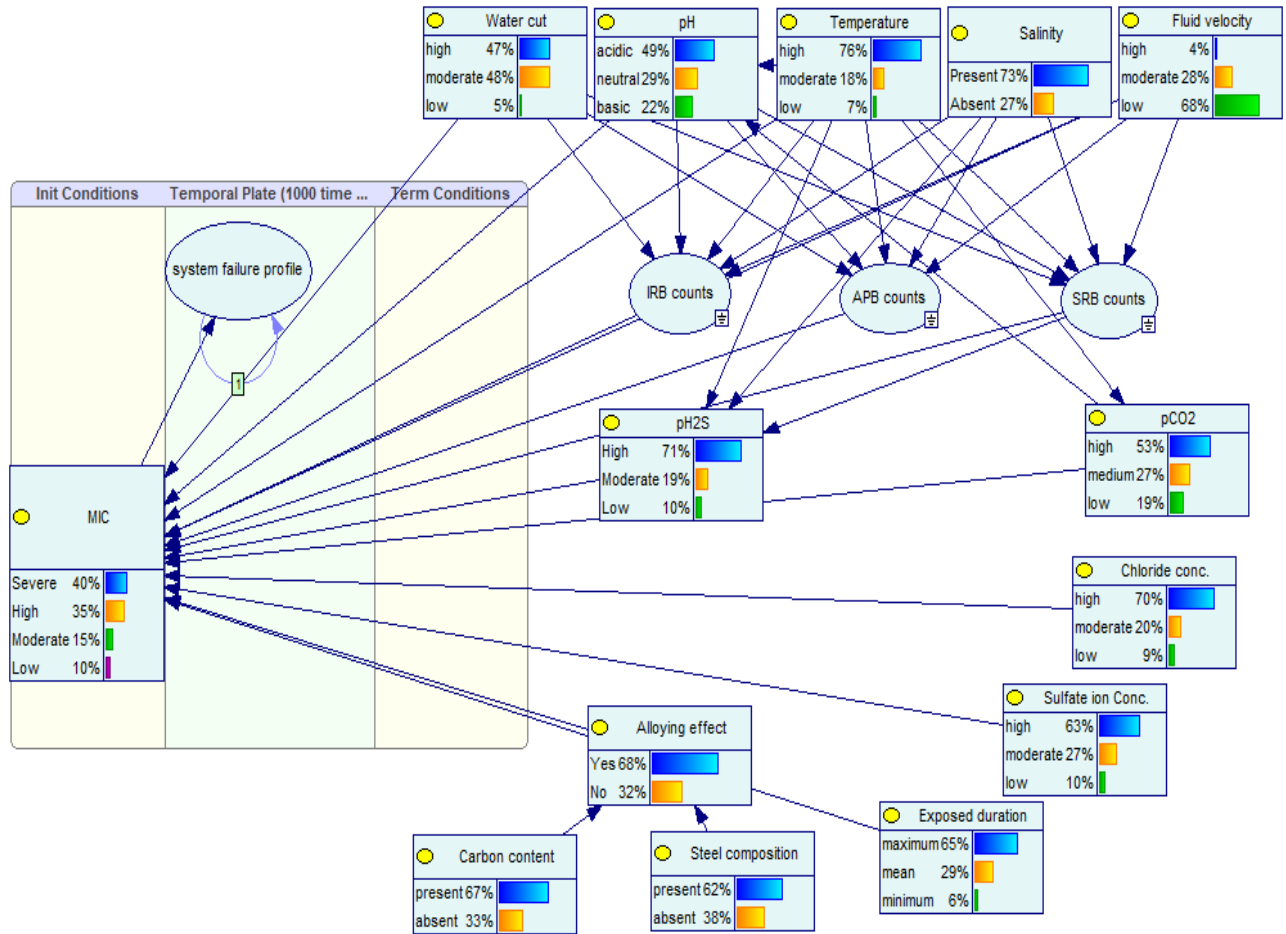 Water cut
high 47%
moderate 48%
low 5%
pH
acidic 49%
neutral 29%
basic 22%
Temperature
high 76%
moderate 18%
low 7%
Salinity
Present 73%
Absent 27%
Fluid velocity
high 4%
moderate 28%
low 68%
Init Conditions
Temporal Plate (1000 time ...
Term Conditions
system failure profile
1
IRB counts
APB counts
SRB counts
pH2S
High 71%
Moderate 19%
Low 10%
pCO2
high 53%
medium 27%
low 19%
MIC
Severe 40%
High 35%
Moderate 15%
Low 10%
Chloride conc.
high 70%
moderate 20%
low 9%
Sulfate ion Conc.
high 63%
moderate 27%
low 10%
Alloying effect
Yes 68%
No 32%
Exposed duration
maximum 65%
mean 29%
minimum 6%
Carbon content
present 67%
absent 33%
Steel composition
present 62%
absent 38%